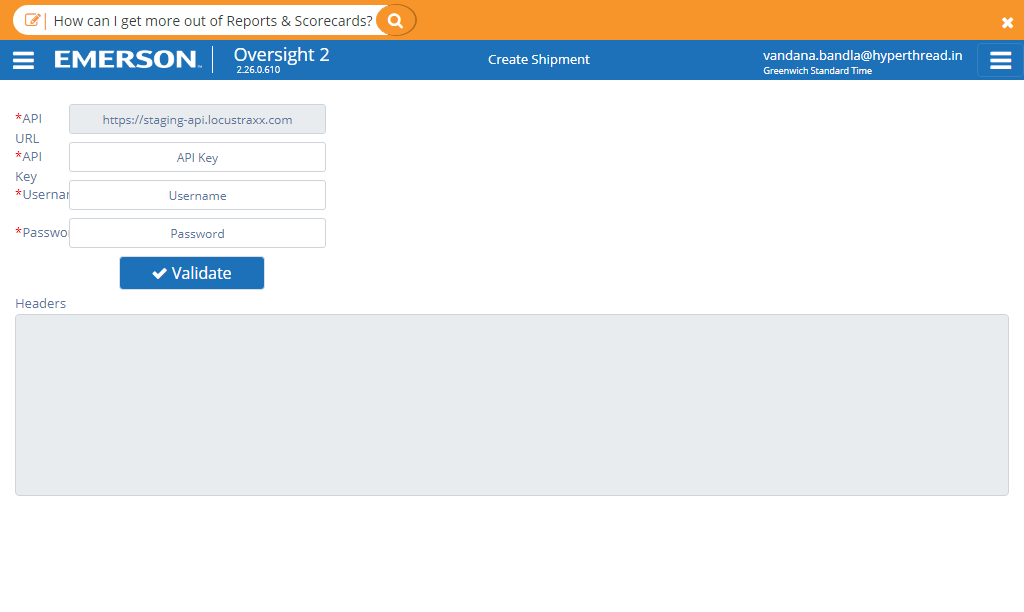 How can I get more out of Reports & Scorecards?
EMERSON™
Oversight 2
2.26.0.610
Create Shipment
vandana.bandla@hyperthread.in
Greenwich Standard Time
*API URL
https://staging-api.locustraxx.com
*API Key
API Key
*Usernar
Username
*Passwo
Password
Validate
Headers